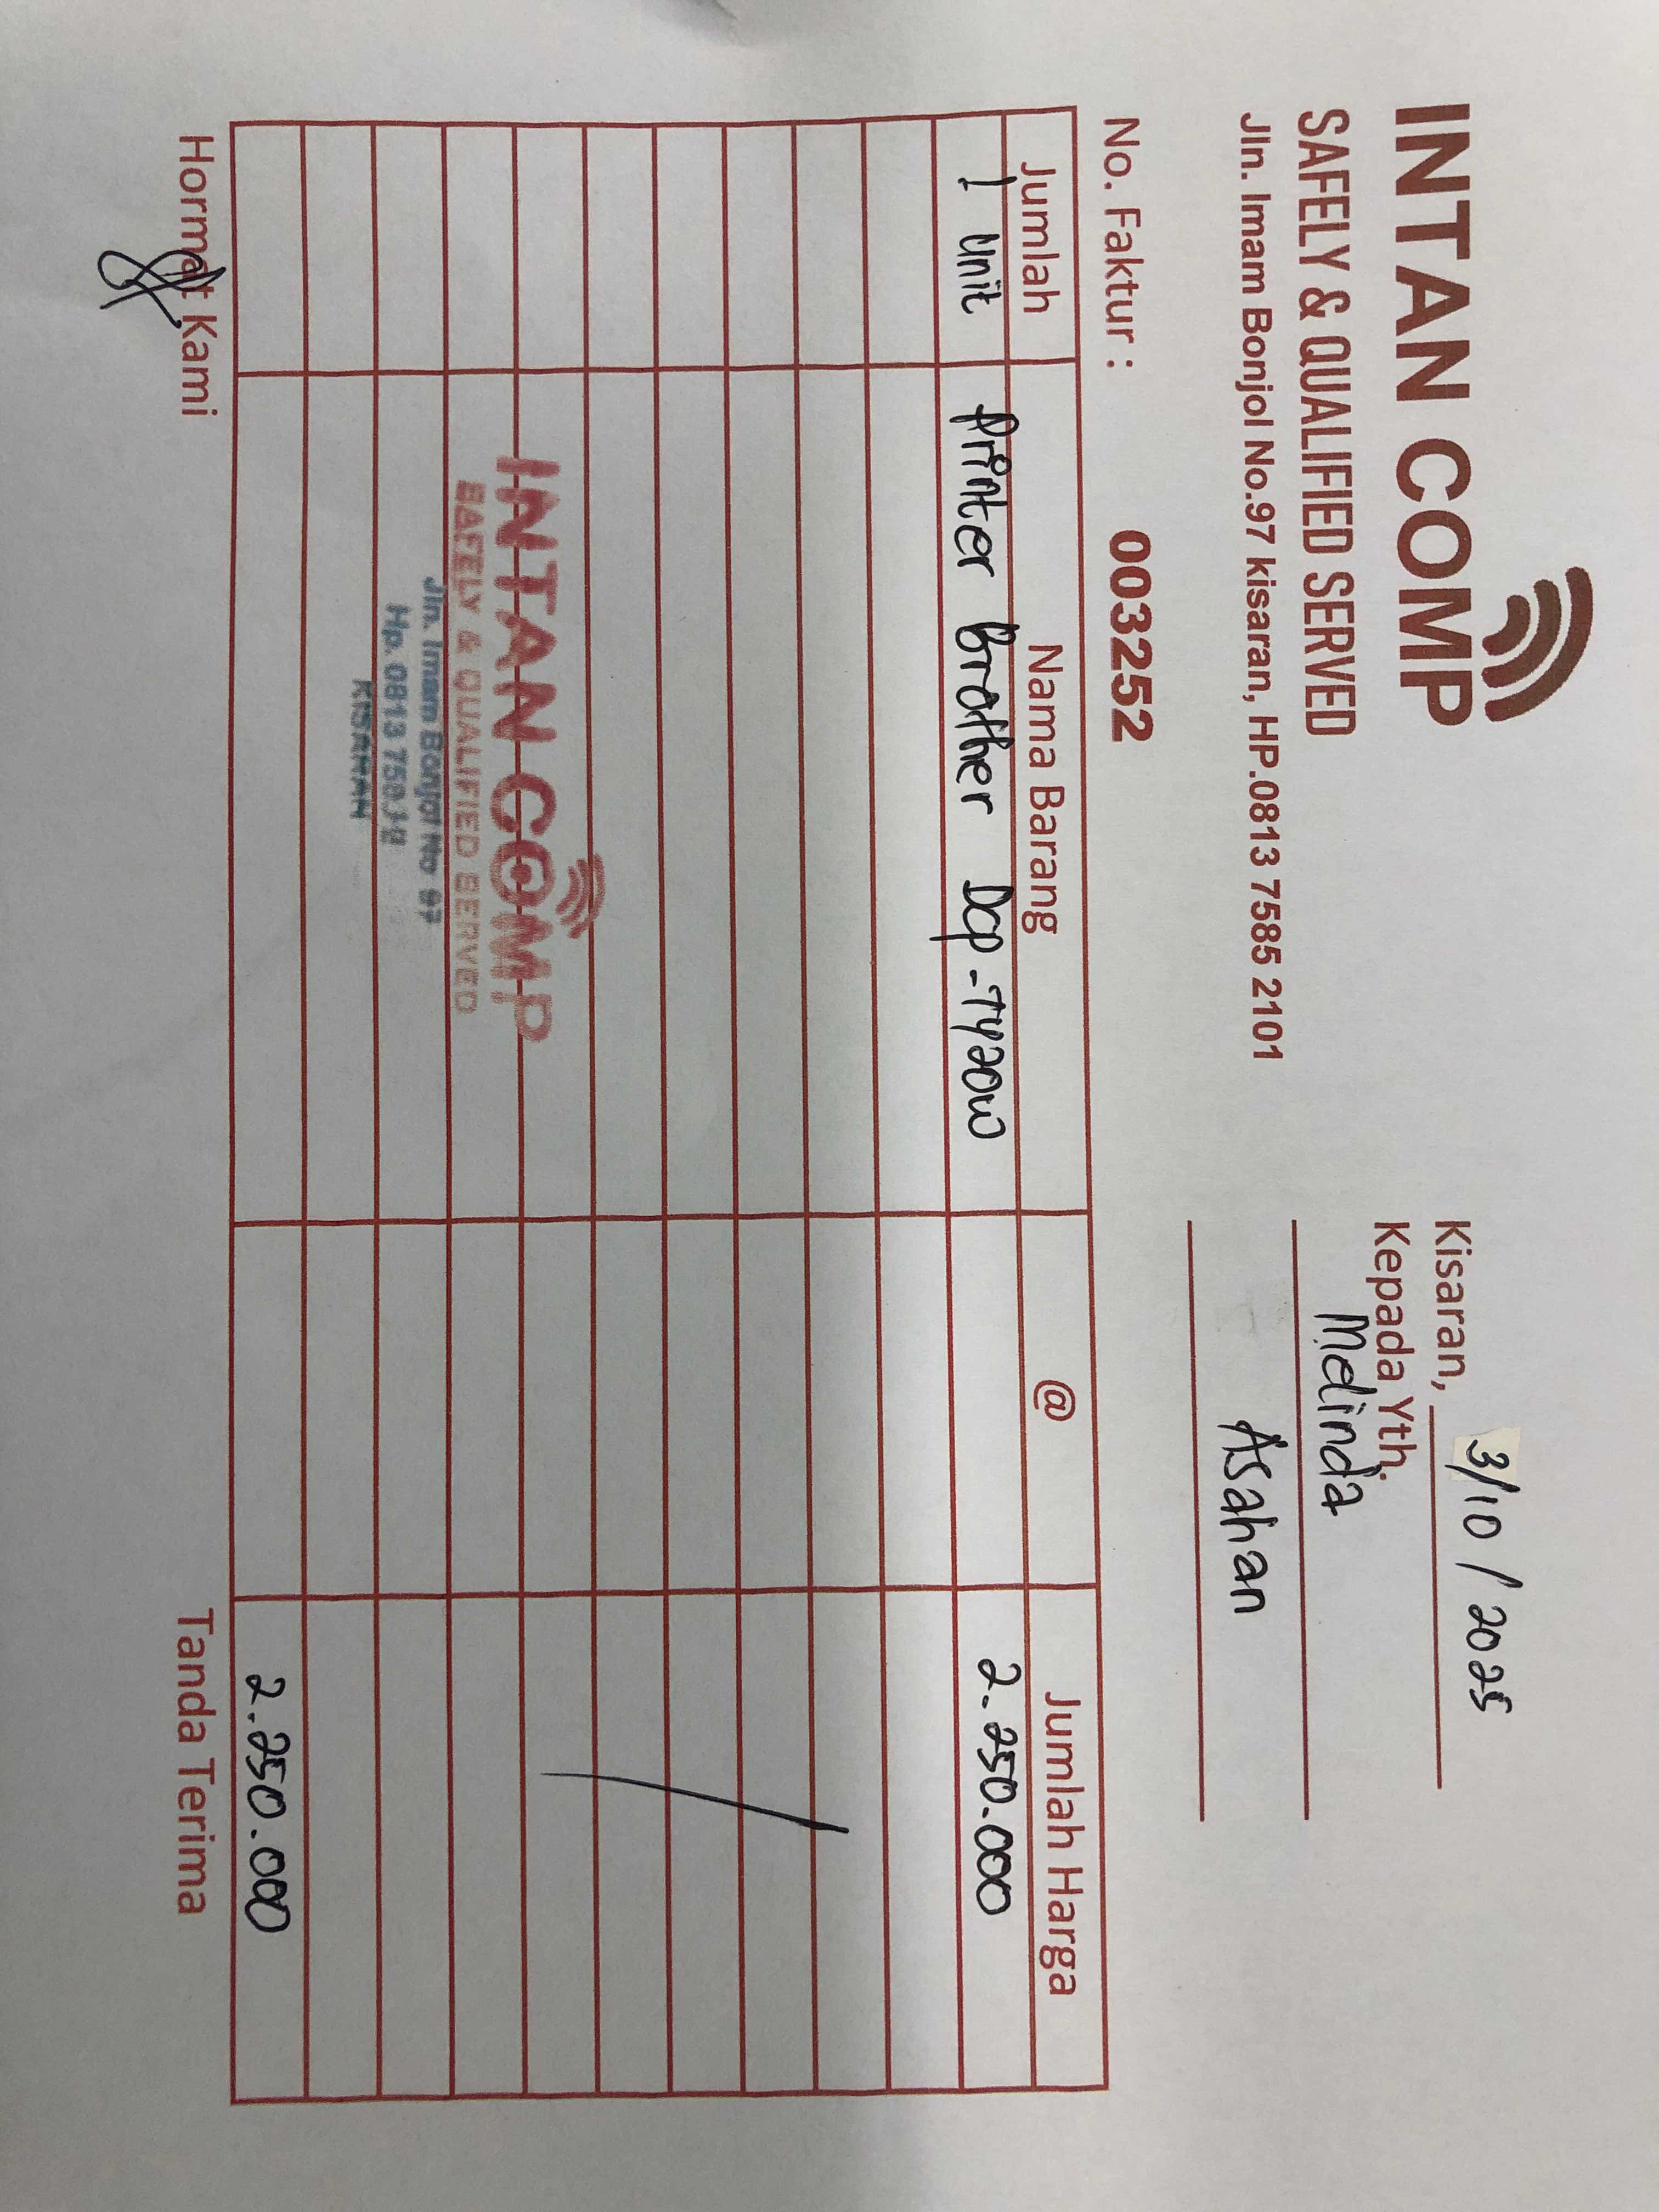 INTAN COMP
SAFELY & QUALIFIED SERVED
Jln. Imam Bonjol No.97 kisaran, HP.0813 7585 2101
Kisaran, 3/10/2025
Kepada Yth.
Melinda
Asahan
No. Faktur : 003252
Jumlah Nama Barang @ Jumlah Harga
1 Unit Printer Brother Dcp-T420W 2.250.000
INTAN COMP
SAFELY & QUALIFIED SERVED
Jln. Imam Bonjol No 97
Hp. 0813 758
KISARAN
2.250.000
Hormat Kami Tanda Terima